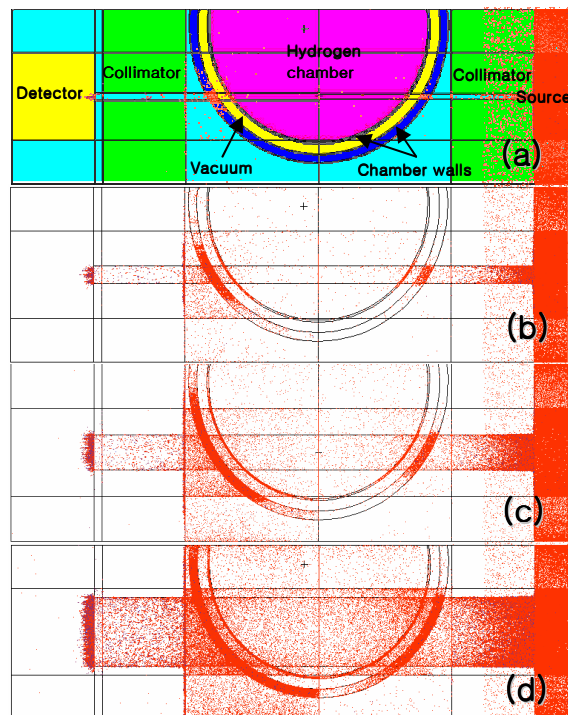 Hydrogen
chamber
Collimator
Collimator
Detector
Source
(a)
Vacuum
Chamber walls
(b)
(c)
(d)